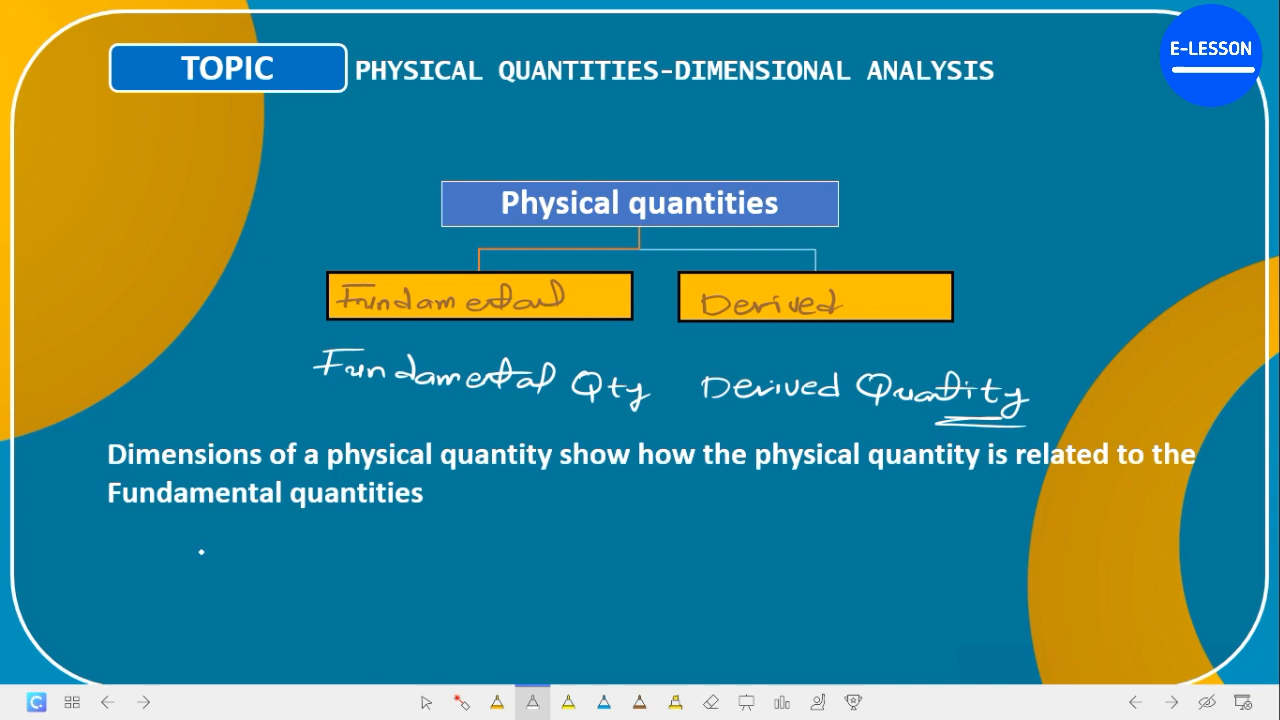 E-LESSON
TOPIC PHYSICAL QUANTITIES-DIMENSIONAL ANALYSIS
Physical quantities
Fundamental Derived
Fundamental Qty Derived Quantity
Dimensions of a physical quantity show how the physical quantity is related to the
Fundamental quantities